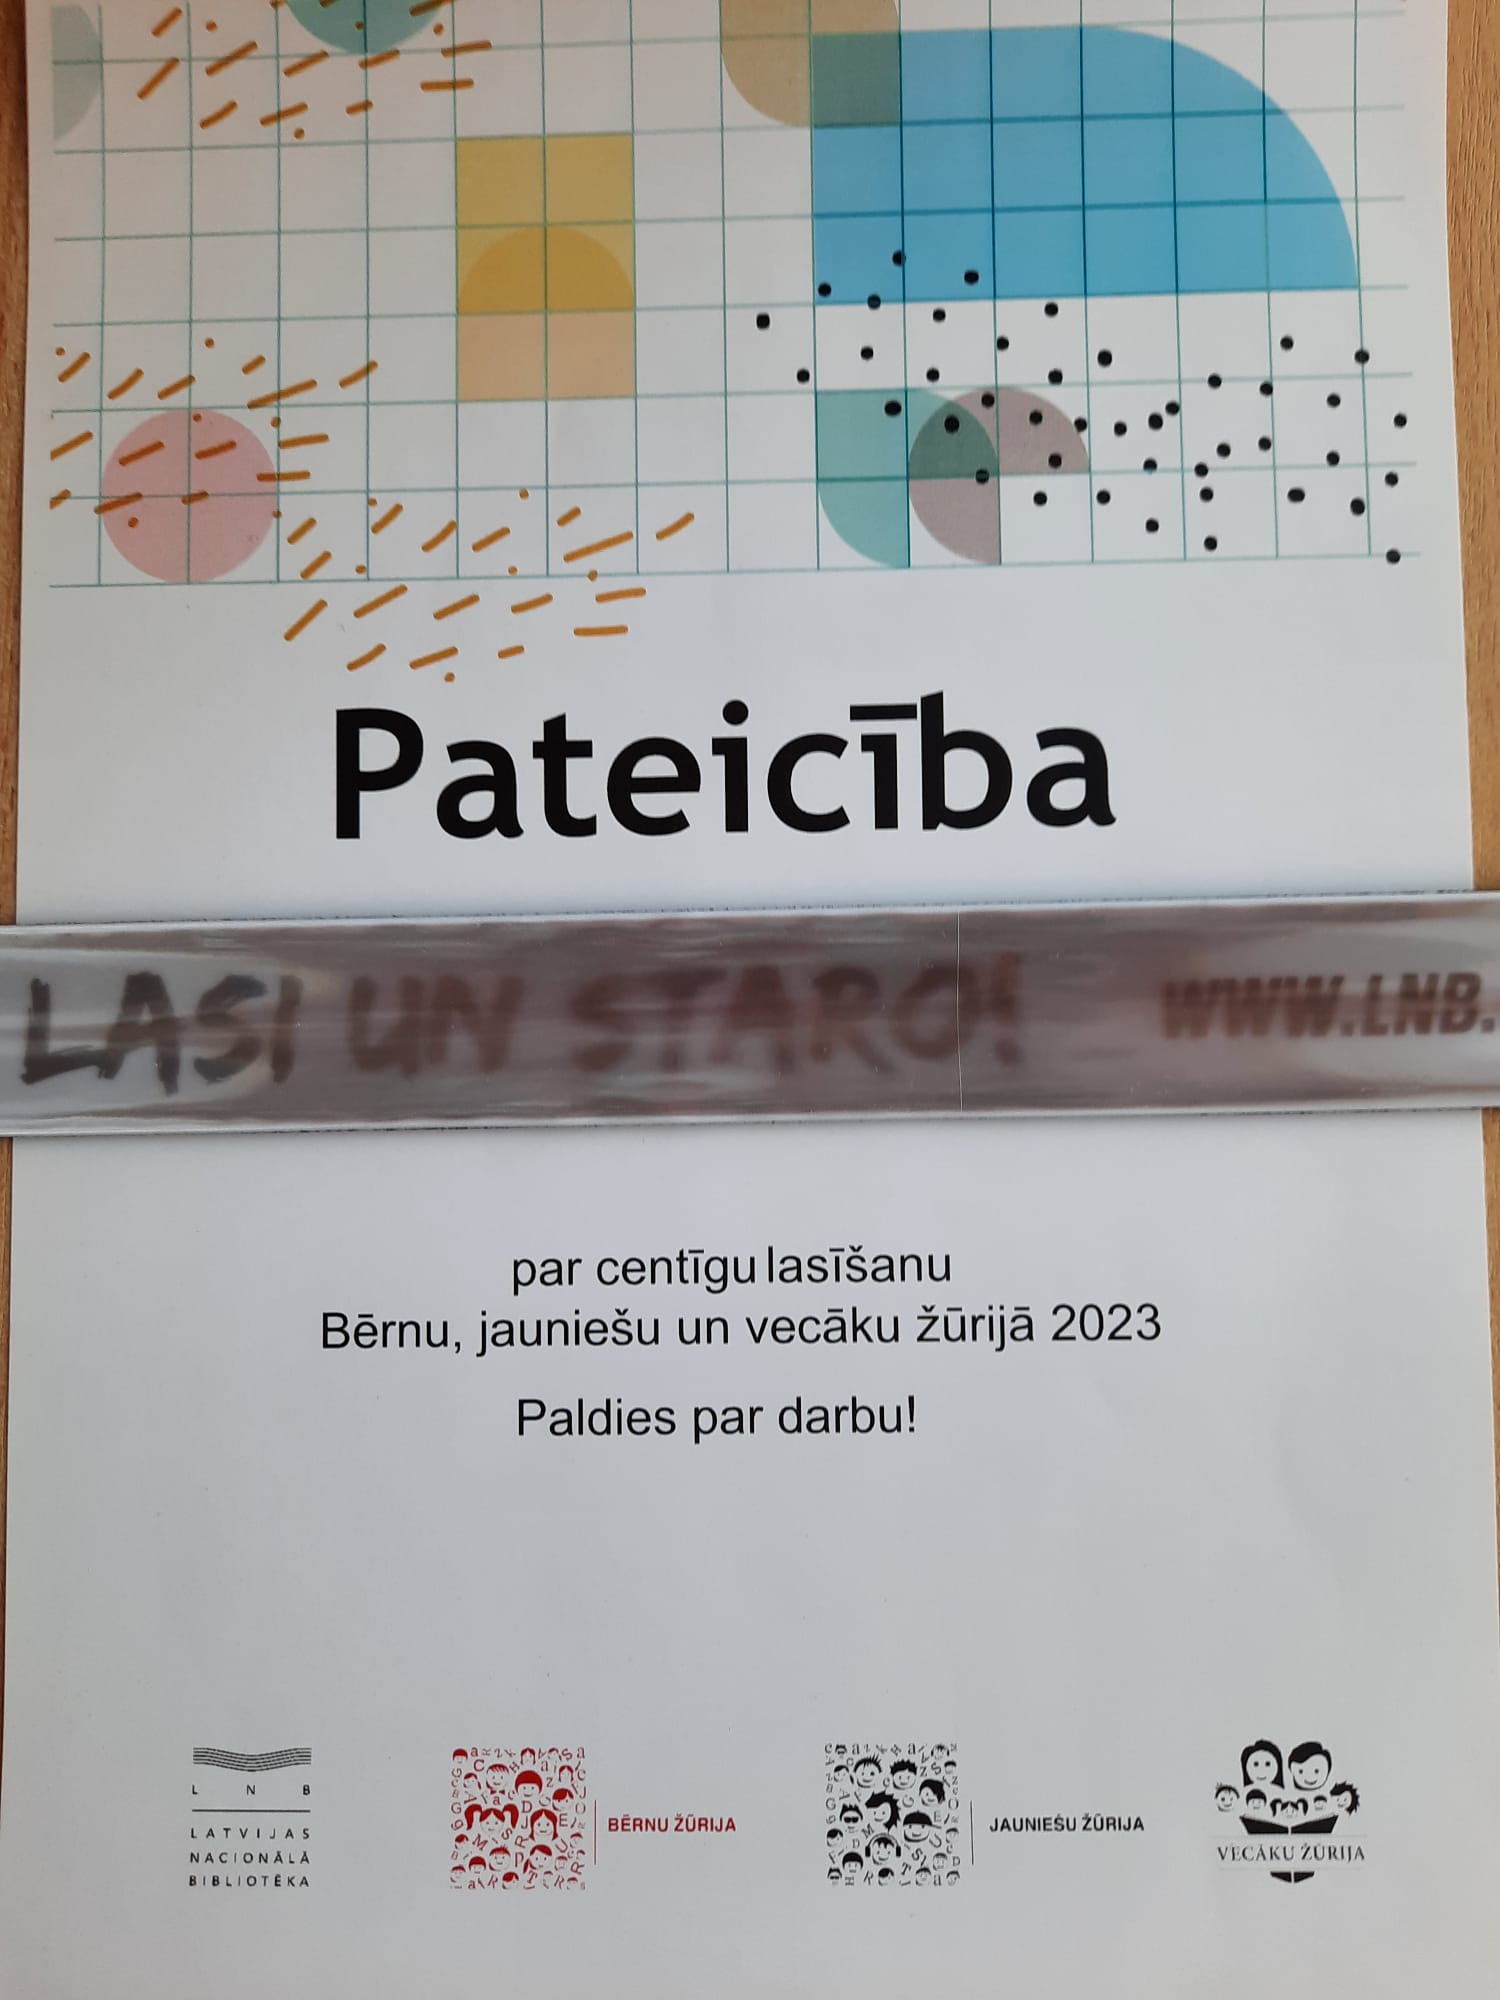 Pateicība
LASI UN STARO! WWW.LNB.
par centīgu lasīšanu
Bērnu, jauniešu un vecāku žūrijā 2023
Paldies par darbu!
L N B
LATVIJAS
NACIONĀLĀ
BIBLIOTĒKA
BĒRNU ŽŪRIJA
JAUNIEŠU ŽŪRIJA
VECĀKU ŽŪRIJA